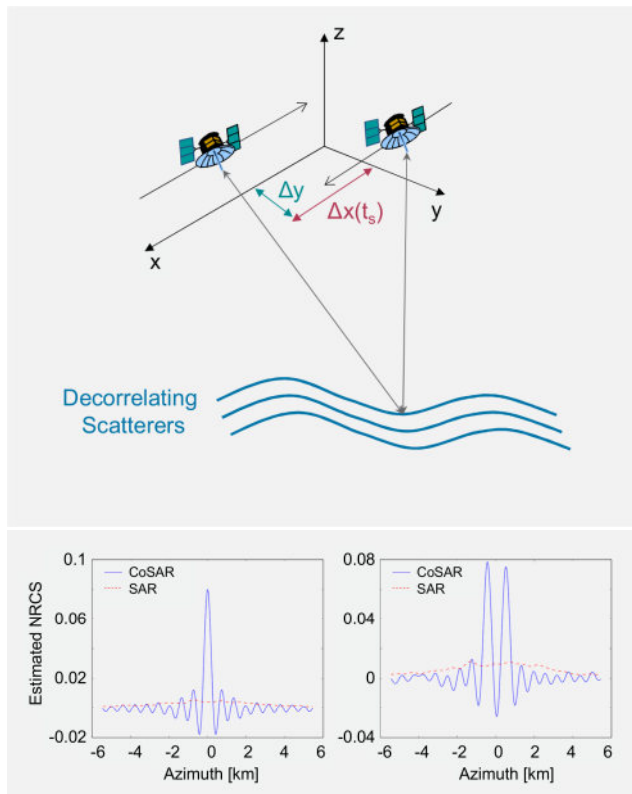 z
Δy
Δx(tₛ)
y
x
Decorrelating
Scatterers
0.1
CoSAR
SAR
0.06
0.02
-0.02
Estimated NRCS
-6 -4 -2 0 2 4 6
Azimuth [km]
0.08
CoSAR
SAR
0.04
0
-0.04
-6 -4 -2 0 2 4 6
Azimuth [km]